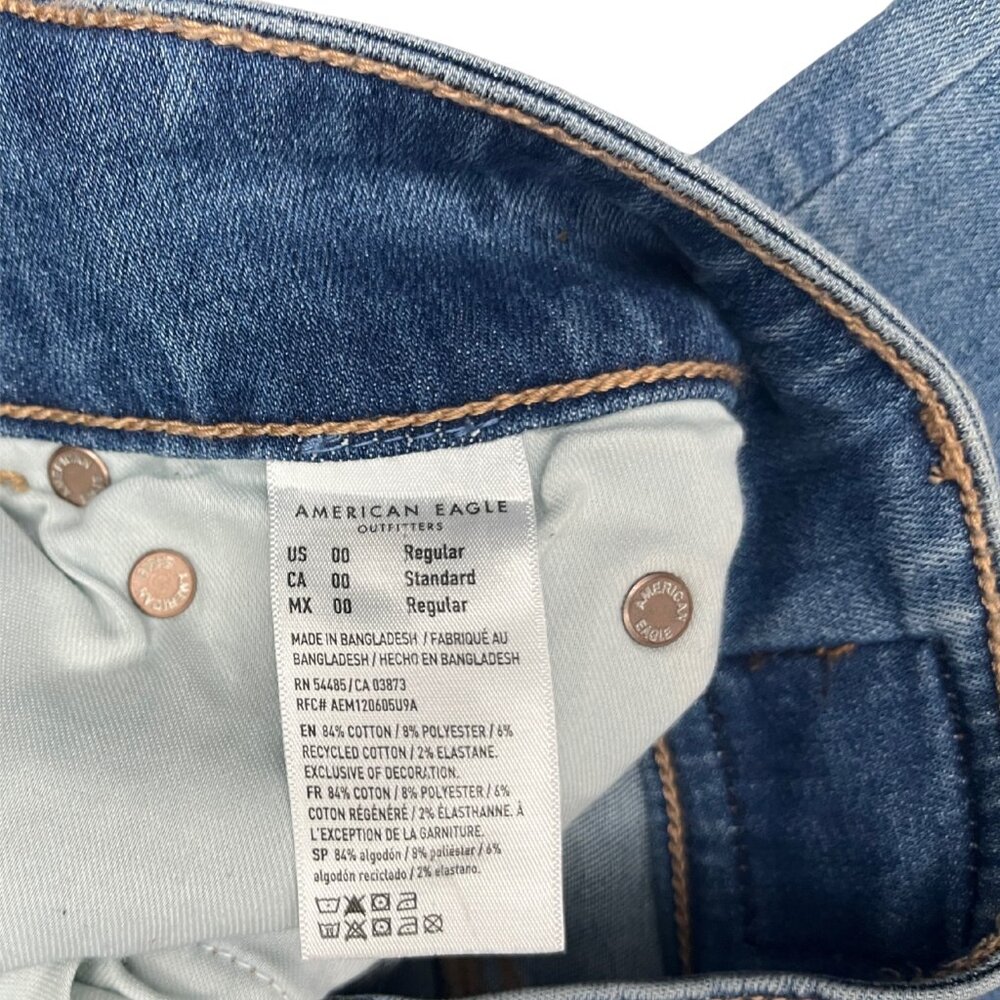 AMERICAN EAGLE
OUTFITTERS
US 00 Regular
CA 00 Standard
MX 00 Regular
MADE IN BANGLADESH / FABRIQUÉ AU
BANGLADESH / HECHO EN BANGLADESH
RN 54485/CA 03873
RFC# AEM120605U9A
EN 84% COTTON / 8% POLYESTER / 6%
RECYCLED COTTON / 2% ELASTANE.
EXCLUSIVE OF DECORATION.
FR 84% COTON / 8% POLYESTER / 6%
COTON RÉGÉNÉRÉ / 2% ÉLASTHANNE. À
L'EXCEPTION DE LA GARNITURE.
SP 84% algodón / 8% poliéster / 6%
algodón reciclado / 2% elastano.
AMERICAN
EAGLE
AMERICAN